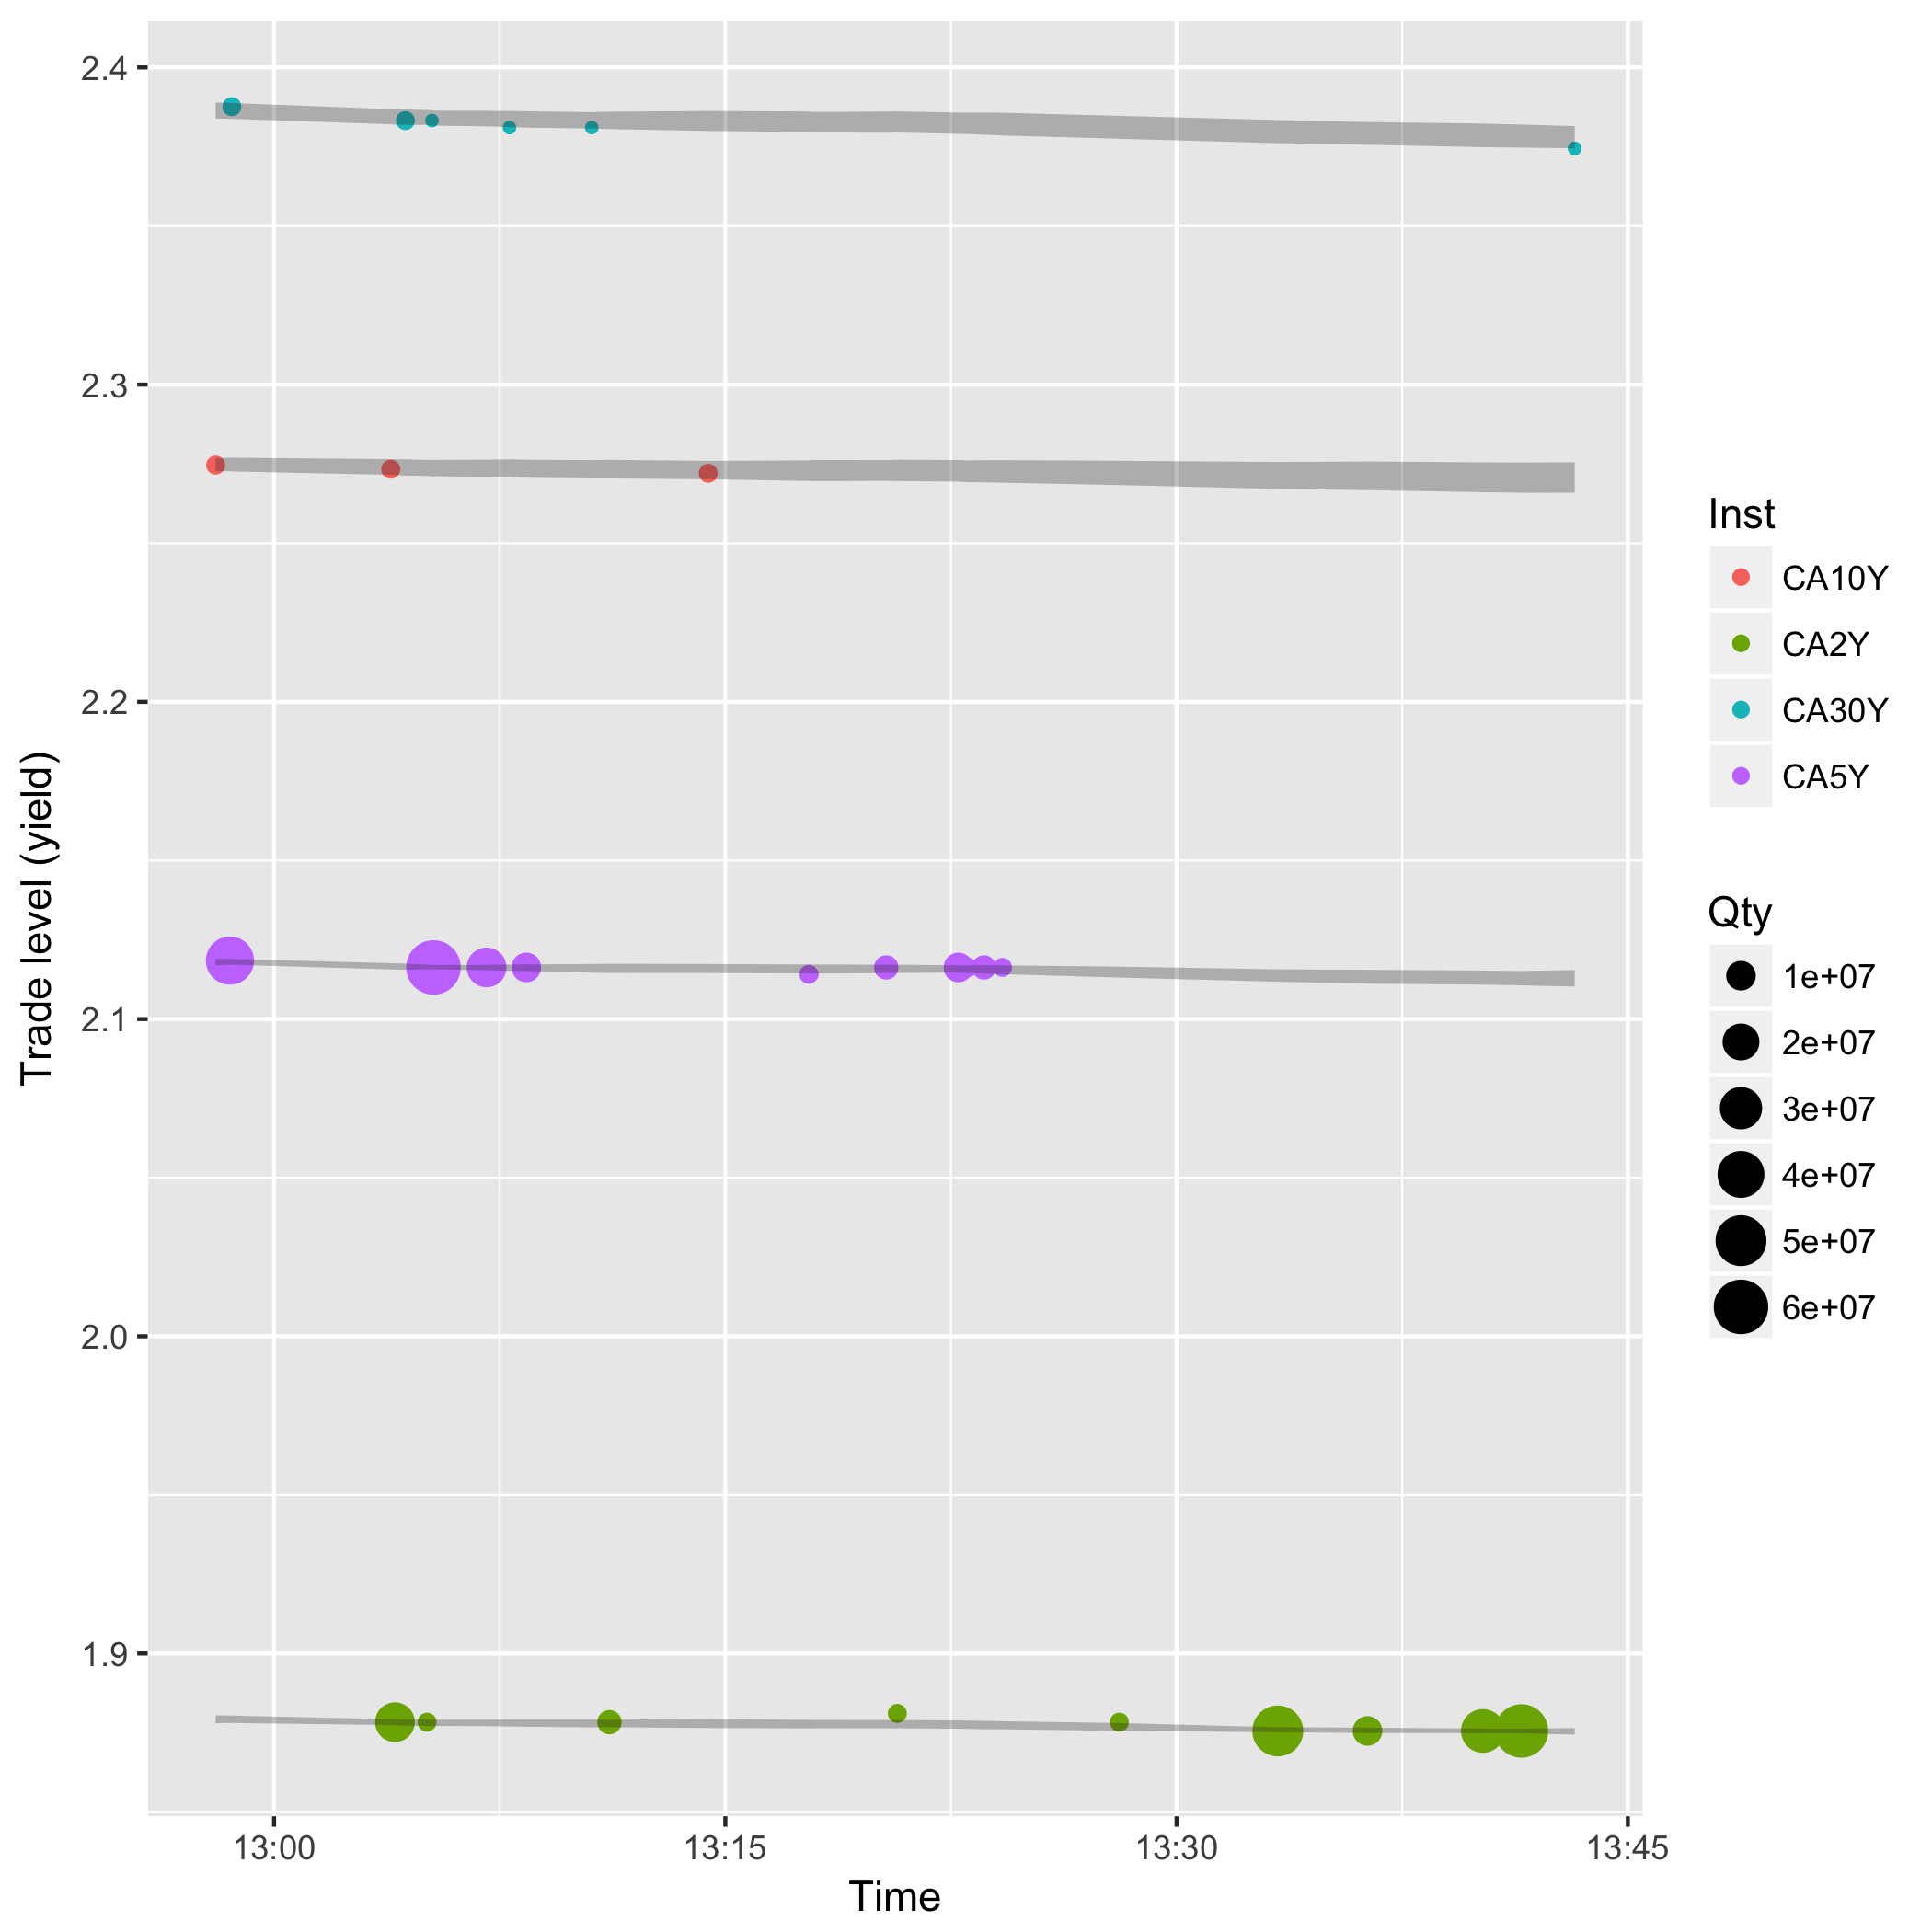 2.4
2.3
2.2
2.1
2.0
1.9
Trade level (yield)
13:00
13:15
13:30
13:45
Time
Inst
CA10Y
CA2Y
CA30Y
CA5Y
Qty
1e+07
2e+07
3e+07
4e+07
5e+07
6e+07